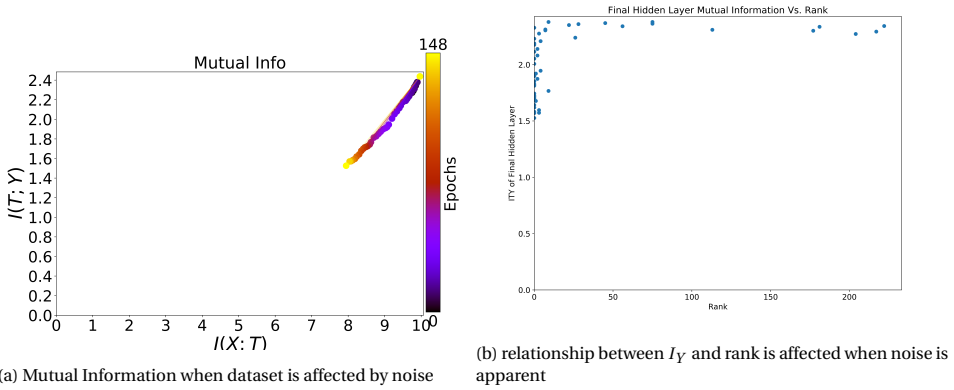 Mutual Info
148
2.4
2.2
2.0
1.8
1.6
1.4
1.2
1.0
0.8
0.6
0.4
0.2
0.0
I(T; Y)
0 1 2 3 4 5 6 7 8 9 10
I(X; T)
0
Epochs
(a) Mutual Information when dataset is affected by noise
Final Hidden Layer Mutual Information Vs. Rank
2.0
1.5
1.0
0.5
0.0
ITY of Final Hidden Layer
0 50 100 150 200
Rank
(b) relationship between I_Y and rank is affected when noise is
apparent